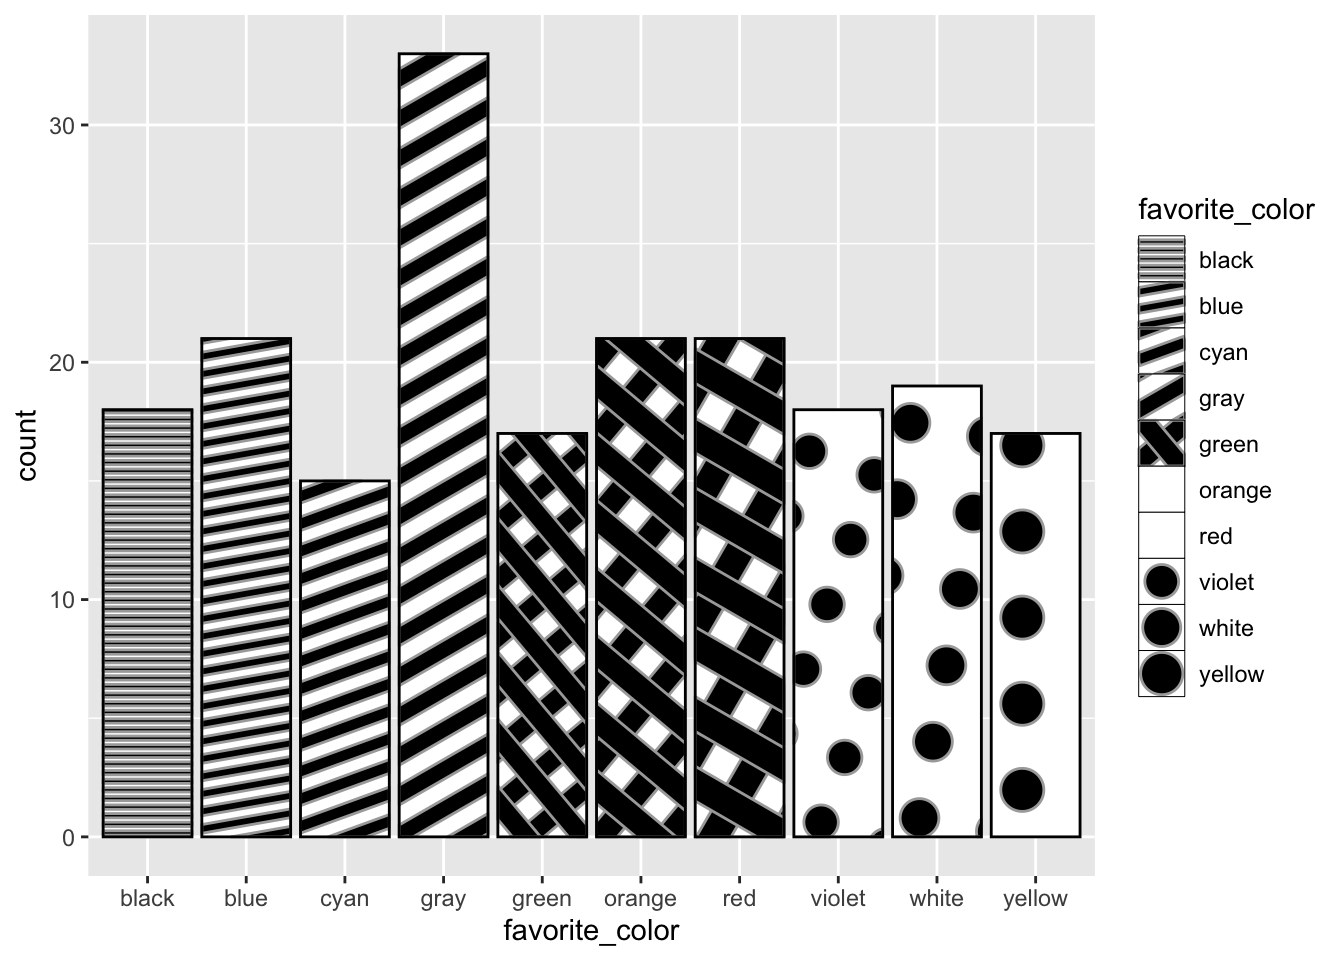 count
30
20
10
0
black blue cyan gray green orange red violet white yellow
favorite_color
favorite_color
black
blue
cyan
gray
green
orange
red
violet
white
yellow